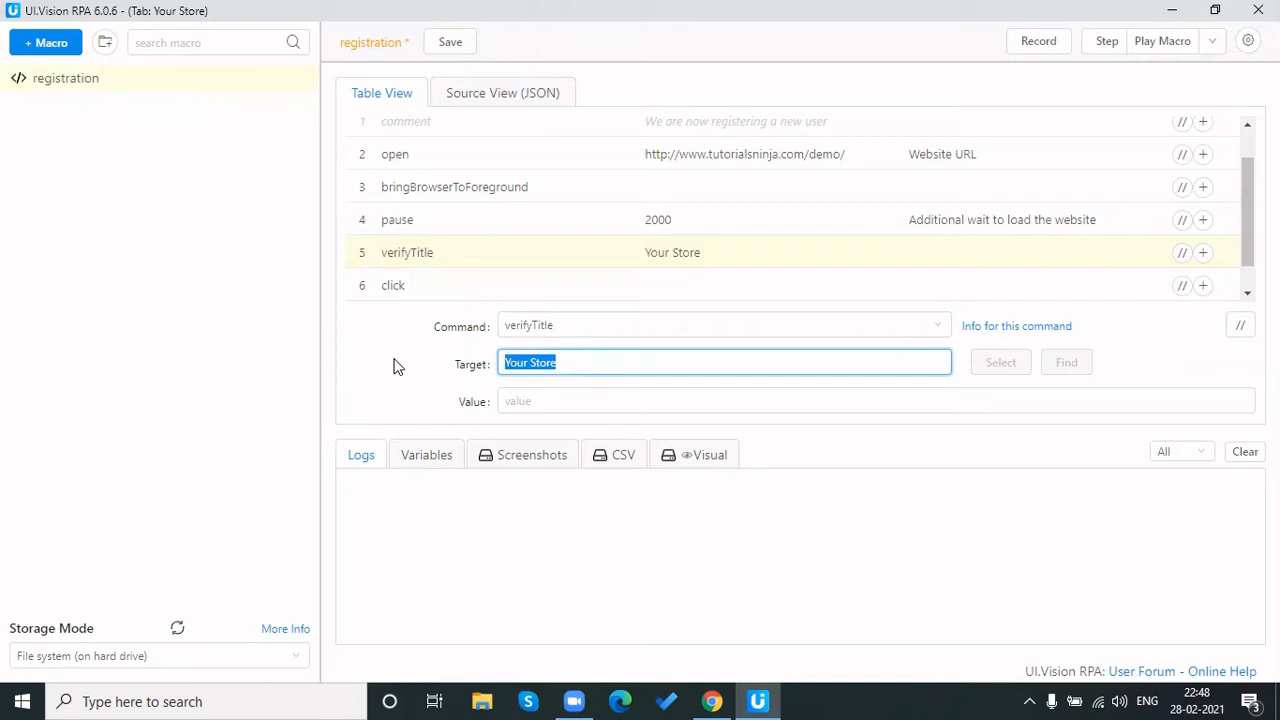 UI.Vision RPA 6.0.6 - (Tab: Your Store)
+ Macro
search macro
registration *
Save
Record
Step
Play Macro
registration
Table View
Source View (JSON)
1 comment We are now registering a new user // +
2 open http://www.tutorialsninja.com/demo/ Website URL // +
3 bringBrowserToForeground // +
4 pause 2000 Additional wait to load the website // +
5 verifyTitle Your Store // +
6 click // +
Command: verifyTitle Info for this command //
Target: Your Store Select Find
Value: value
Logs
Variables
Screenshots
CSV
Visual
All
Clear
Storage Mode
More Info
File system (on hard drive)
UI.Vision RPA: User Forum - Online Help
Type here to search
ENG
22:48
28-02-2021
3